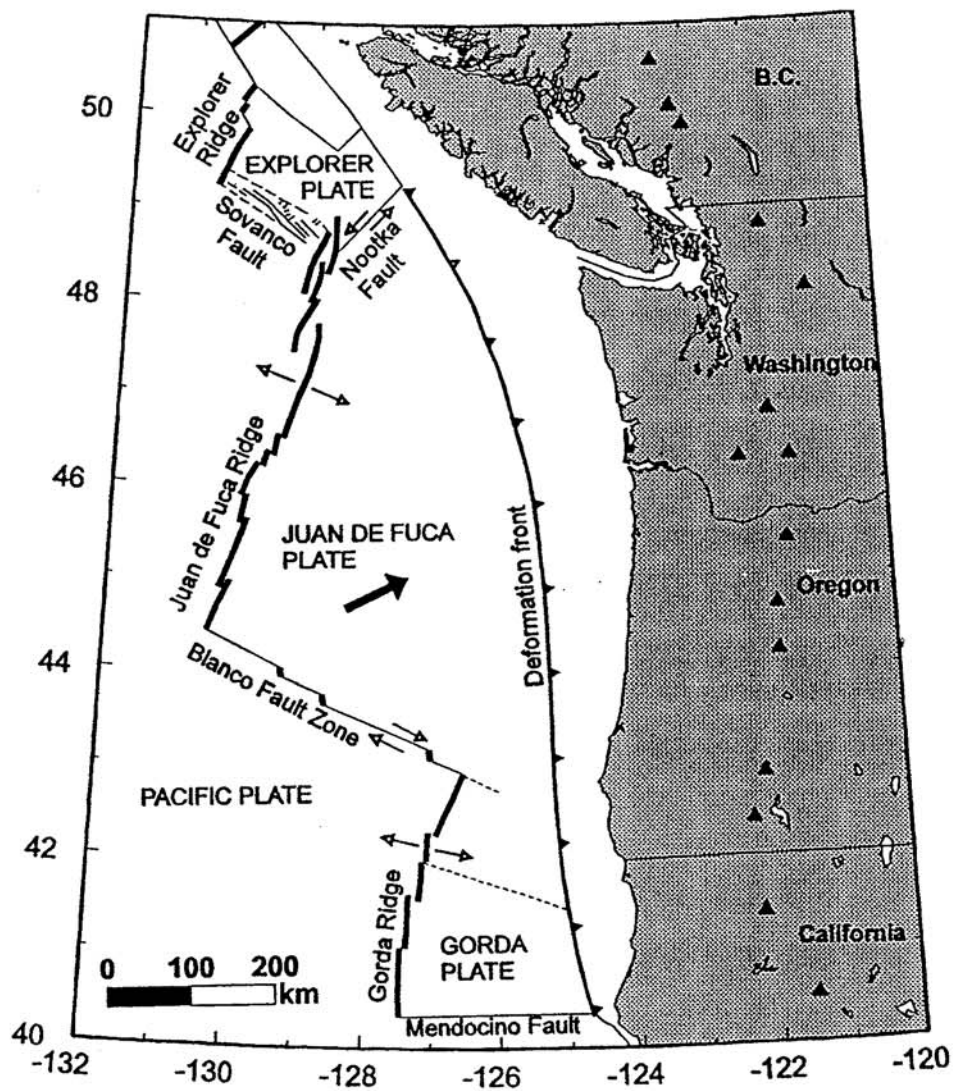 50
48
46
44
42
40
-132
-130
-128
-126
-124
-122
-120
B.C.
Explorer
Ridge
EXPLORER
PLATE
Sovanco
Fault
Nootka
Fault
Washington
Juan de Fuca Ridge
JUAN DE FUCA
PLATE
Deformation front
Oregon
Blanco Fault Zone
PACIFIC PLATE
Gorda Ridge
GORDA
PLATE
California
0 100 200
km
Mendocino Fault